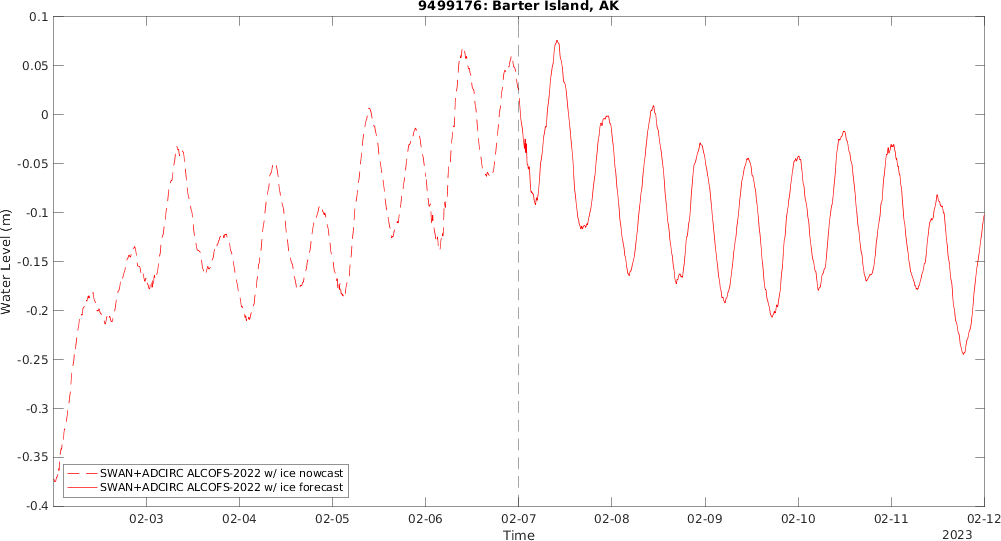 9499176: Barter Island, AK
0.1
0.05
0
-0.05
-0.1
-0.15
-0.2
-0.25
-0.3
-0.35
-0.4
Water Level (m)
SWAN+ADCIRC ALCOFS-2022 w/ ice nowcast
SWAN+ADCIRC ALCOFS-2022 w/ ice forecast
02-03 02-04 02-05 02-06 02-07 02-08 02-09 02-10 02-11 02-12
Time
2023